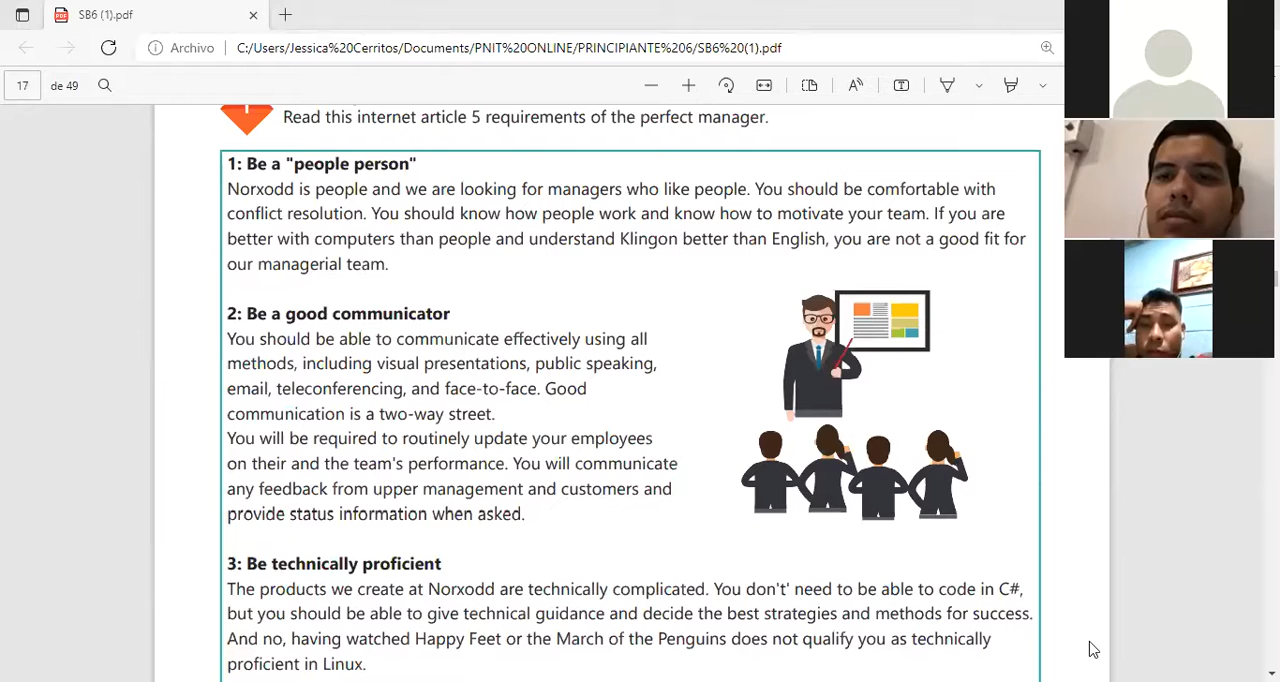 SB6 (1).pdf
Archivo
C:/Users/Jessica%20Cerritos/Documents/PNIT%20ONLINE/PRINCIPIANTE%206/SB6%20(1).pdf
17 de 49
Read this internet article 5 requirements of the perfect manager.
1: Be a "people person"
Norxodd is people and we are looking for managers who like people. You should be comfortable with
conflict resolution. You should know how people work and know how to motivate your team. If you are
better with computers than people and understand Klingon better than English, you are not a good fit for
our managerial team.
2: Be a good communicator
You should be able to communicate effectively using all
methods, including visual presentations, public speaking,
email, teleconferencing, and face-to-face. Good
communication is a two-way street.
You will be required to routinely update your employees
on their and the team's performance. You will communicate
any feedback from upper management and customers and
provide status information when asked.
3: Be technically proficient
The products we create at Norxodd are technically complicated. You don't' need to be able to code in C#,
but you should be able to give technical guidance and decide the best strategies and methods for success.
And no, having watched Happy Feet or the March of the Penguins does not qualify you as technically
proficient in Linux.